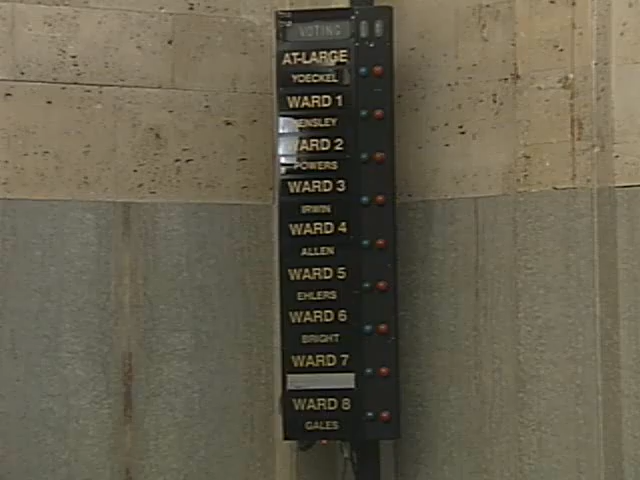 VOTING
AT-LARGE
YOECKEL
WARD 1
ENSLEY
WARD 2
POWERS
WARD 3
IRWIN
WARD 4
ALLEN
WARD 5
EHLERS
WARD 6
BRIGHT
WARD 7
WARD 8
GALES